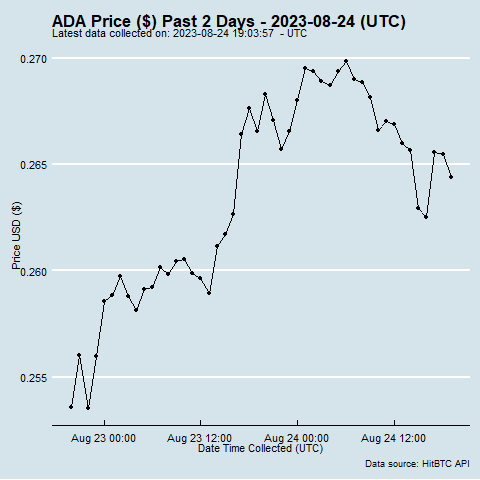 ADA Price ($) Past 2 Days - 2023-08-24 (UTC)
Latest data collected on: 2023-08-24 19:03:57 - UTC
0.270
0.265
0.260
0.255
Price USD ($)
Aug 23 00:00
Aug 23 12:00
Aug 24 00:00
Aug 24 12:00
Date Time Collected (UTC)
Data source: HitBTC API